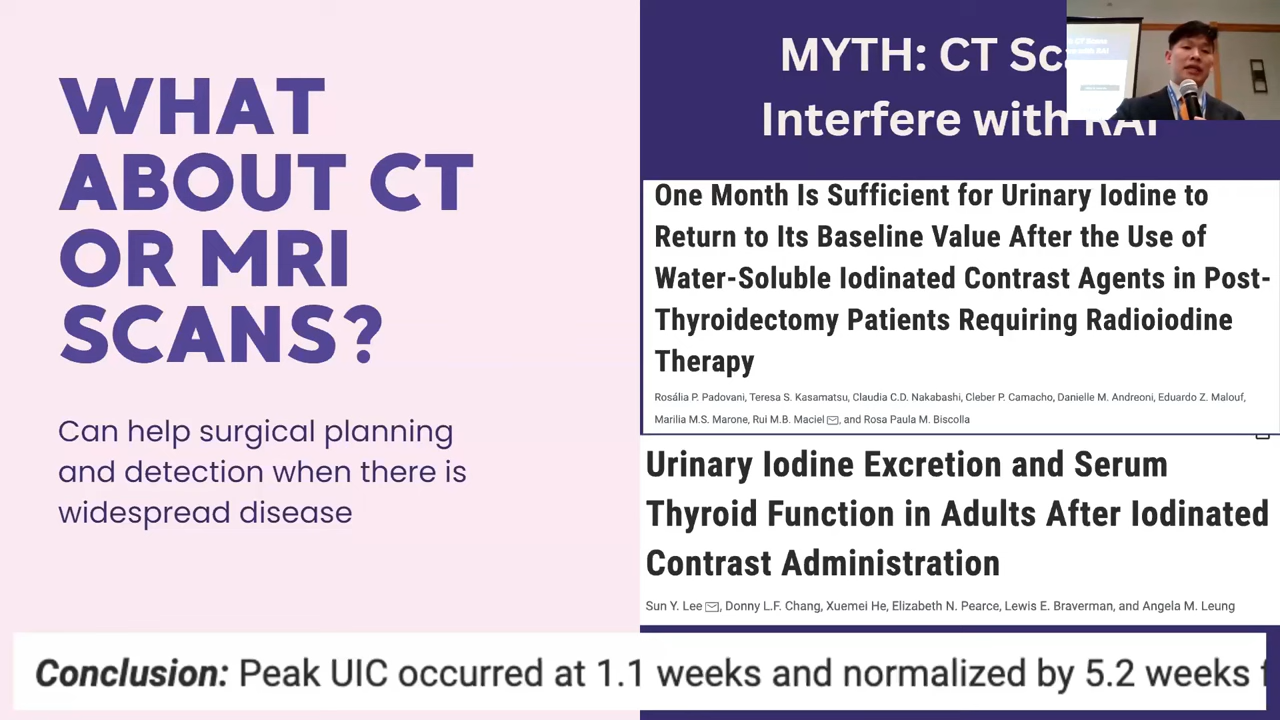 WHAT
ABOUT CT
OR MRI
SCANS?
Can help surgical planning
and detection when there is
widespread disease
MYTH: CT
Interfere with RAI
One Month Is Sufficient for Urinary Iodine to
Return to Its Baseline Value After the Use of
Water-Soluble Iodinated Contrast Agents in Post-
Thyroidectomy Patients Requiring Radioiodine
Therapy
Rosália P. Padovani, Teresa S. Kasamatsu, Claudia C.D. Nakabashi, Cleber P. Camacho, Danielle M. Andreoni, Eduardo Z. Malouf,
Marilia M.S. Marone, Rui M.B. Maciel, and Rosa Paula M. Biscolla
Urinary Iodine Excretion and Serum
Thyroid Function in Adults After Iodinated
Contrast Administration
Sun Y. Lee, Donny L.F. Chang, Xuemei He, Elizabeth N. Pearce, Lewis E. Braverman, and Angela M. Leung
Conclusion: Peak UIC occurred at 1.1 weeks and normalized by 5.2 weeks